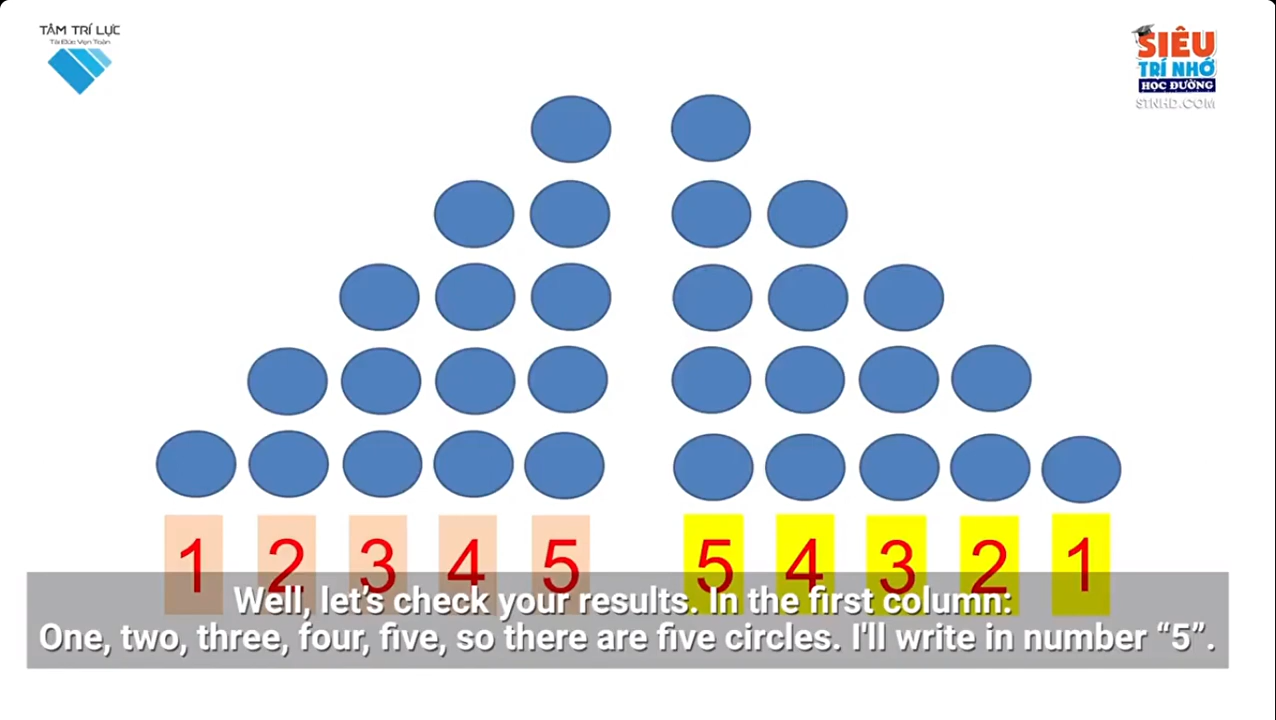 TÂM TRÍ LỰC
Tài Đức Vẹn Toàn
SIÊU
TRÍ NHỚ
HỌC ĐƯỜNG
STNHD.COM
1 2 3 4 5 5 4 3 2 1
Well, let's check your results. In the first column:
One, two, three, four, five, so there are five circles. I'll write in number “5”.